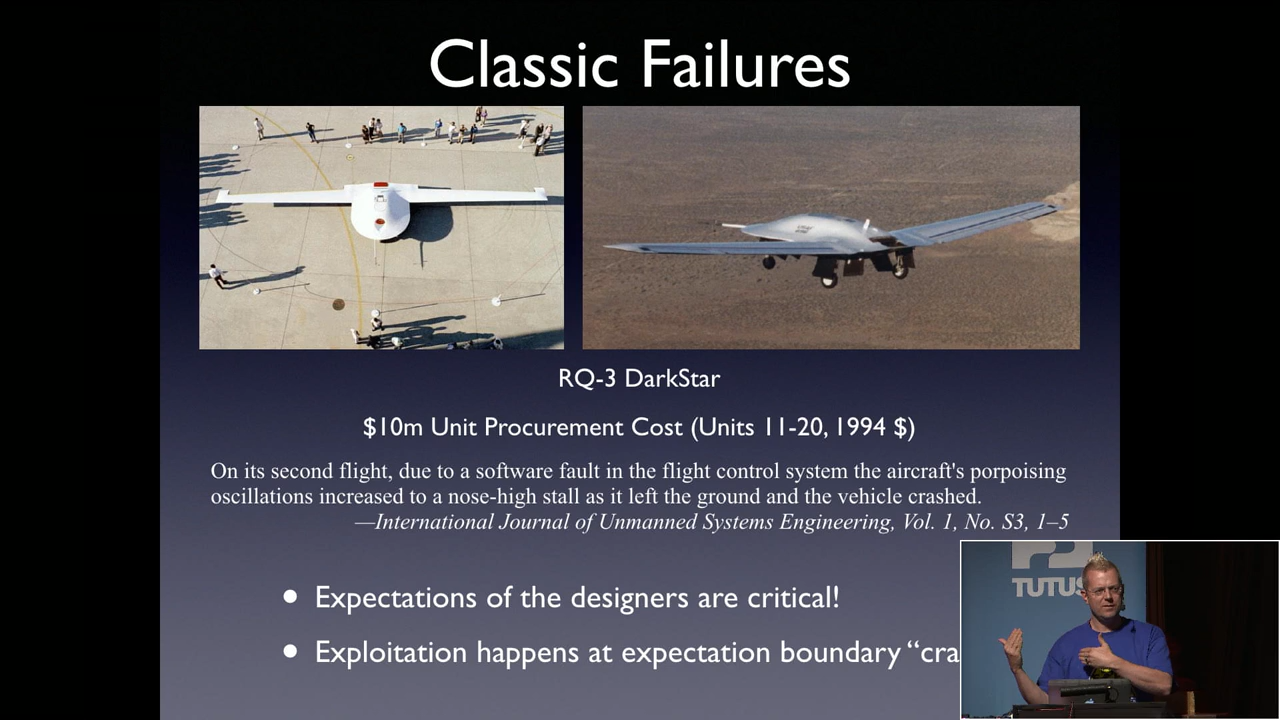 Classic Failures
RQ-3 DarkStar
$10m Unit Procurement Cost (Units 11-20, 1994 $)
On its second flight, due to a software fault in the flight control system the aircraft's porpoising
oscillations increased to a nose-high stall as it left the ground and the vehicle crashed.
—International Journal of Unmanned Systems Engineering, Vol. 1, No. S3, 1–5
• Expectations of the designers are critical!
• Exploitation happens at expectation boundary “cra
TUTUS